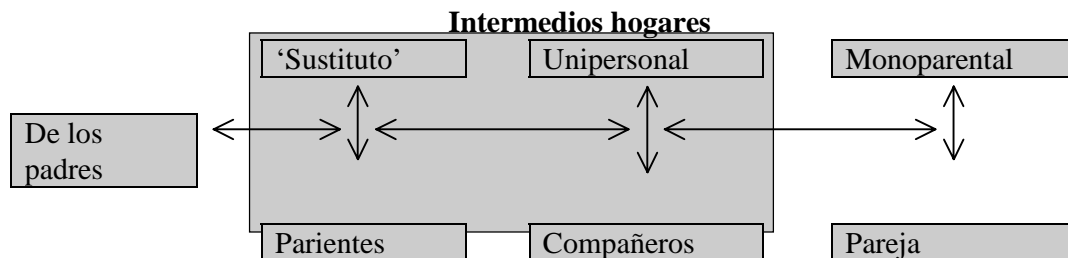 Intermedios hogares
‘Sustituto’ Unipersonal Monoparental
De los
padres
Parientes Compañeros Pareja